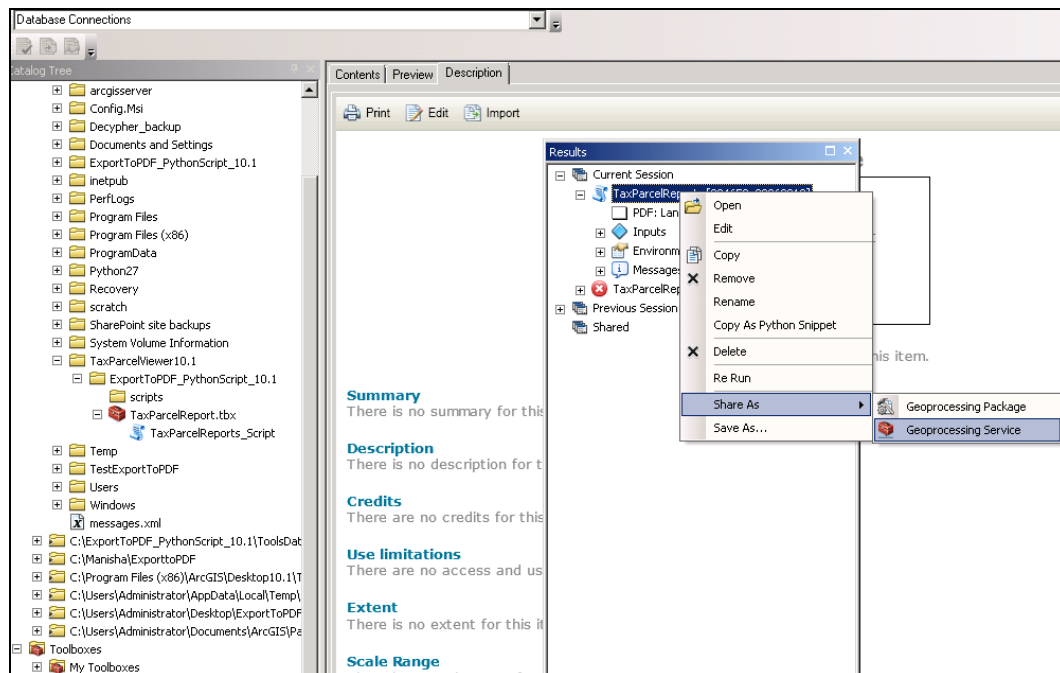 Database Connections
Catalog Tree
arcgisserver
Config.Msi
Decypher_backup
Documents and Settings
ExportToPDF_PythonScript_10.1
inetpub
PerfLogs
Program Files
Program Files (x86)
ProgramData
Python27
Recovery
scratch
SharePoint site backups
System Volume Information
TaxParcelViewer10.1
ExportToPDF_PythonScript_10.1
scripts
TaxParcelReport.tbx
TaxParcelReports_Script
Temp
TestExportToPDF
Users
Windows
messages.xml
C:\ExportToPDF_PythonScript_10.1\ToolsDat
C:\Manisha\ExporttoPDF
C:\Program Files (x86)\ArcGIS\Desktop10.1\T
C:\Users\Administrator\AppData\Local\Temp\
C:\Users\Administrator\Desktop\ExportToPDF
C:\Users\Administrator\Documents\ArcGIS\Pa
Toolboxes
My Toolboxes
Contents Preview Description
Print Edit Import
Results
Current Session
TaxParcelRepor
PDF: Lan
Inputs
Environm
Messages
TaxParcelRep
Previous Session
Shared
Open
Edit
Copy
Remove
Rename
Copy As Python Snippet
Delete
Re Run
Share As
Save As...
Geoprocessing Package
Geoprocessing Service
his item.
Summary
There is no summary for this
Description
There is no description for t
Credits
There are no credits for this
Use limitations
There are no access and us
Extent
There is no extent for this it
Scale Range